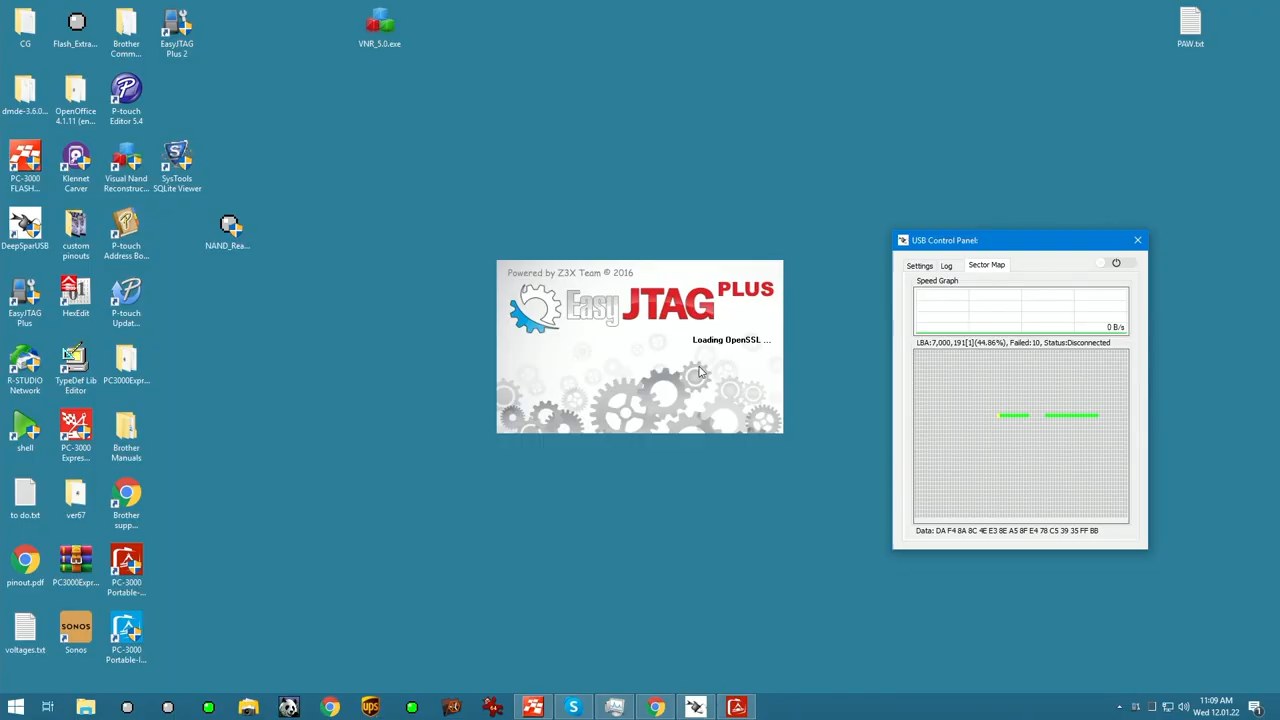 CG
Flash_Extra...
Brother
Comm...
EasyJTAG
Plus 2
VNR_5.0.exe
PAW.txt
dmde-3.6.0...
OpenOffice
4.1.11 (en...
P-touch
Editor 5.4
PC-3000
FLASH...
Klennet
Carver
Visual Nand
Reconstruc...
SysTools
SQLite Viewer
DeepSparUSB
custom
pinouts
P-touch
Address Bo...
NAND_Rea...
EasyJTAG
Plus
HexEdit
P-touch
Updat...
R-STUDIO
Network
TypeDef Lib
Editor
PC3000Expr...
shell
PC-3000
Expres...
Brother
Manuals
to do.txt
ver67
Brother
supp...
pinout.pdf
PC3000Expr...
PC-3000
Portable-...
voltages.txt
SONOS
Sonos
PC-3000
Portable-I...
Powered by Z3X Team © 2016
Easy JTAG PLUS
Loading OpenSSL ...
USB Control Panel:
Settings
Log
Sector Map
Speed Graph
0 B/s
LBA:7,000,191[1](44.86%), Failed:10, Status:Disconnected
Data: DA F4 8A 8C 4E E3 8E A5 8F E4 78 C5 39 35 FF BB
ups
64
11:09 AM
Wed 12.01.22
1